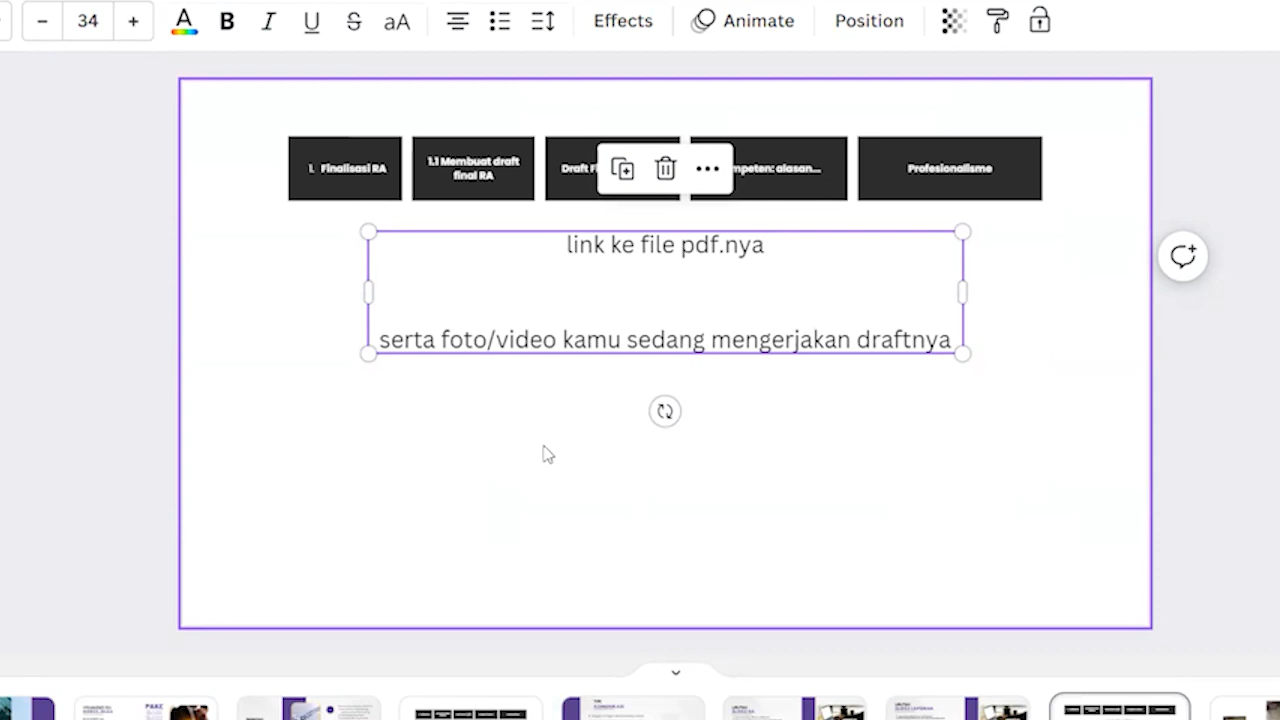 34
A
B
I
U
S
aA
Effects
Animate
Position
1. Finalisasi RA
1.1 Membuat draft
final RA
Draft
mpeten: alasan...
Profesionalisme
link ke file pdf.nya
serta foto/video kamu sedang mengerjakan draftnya